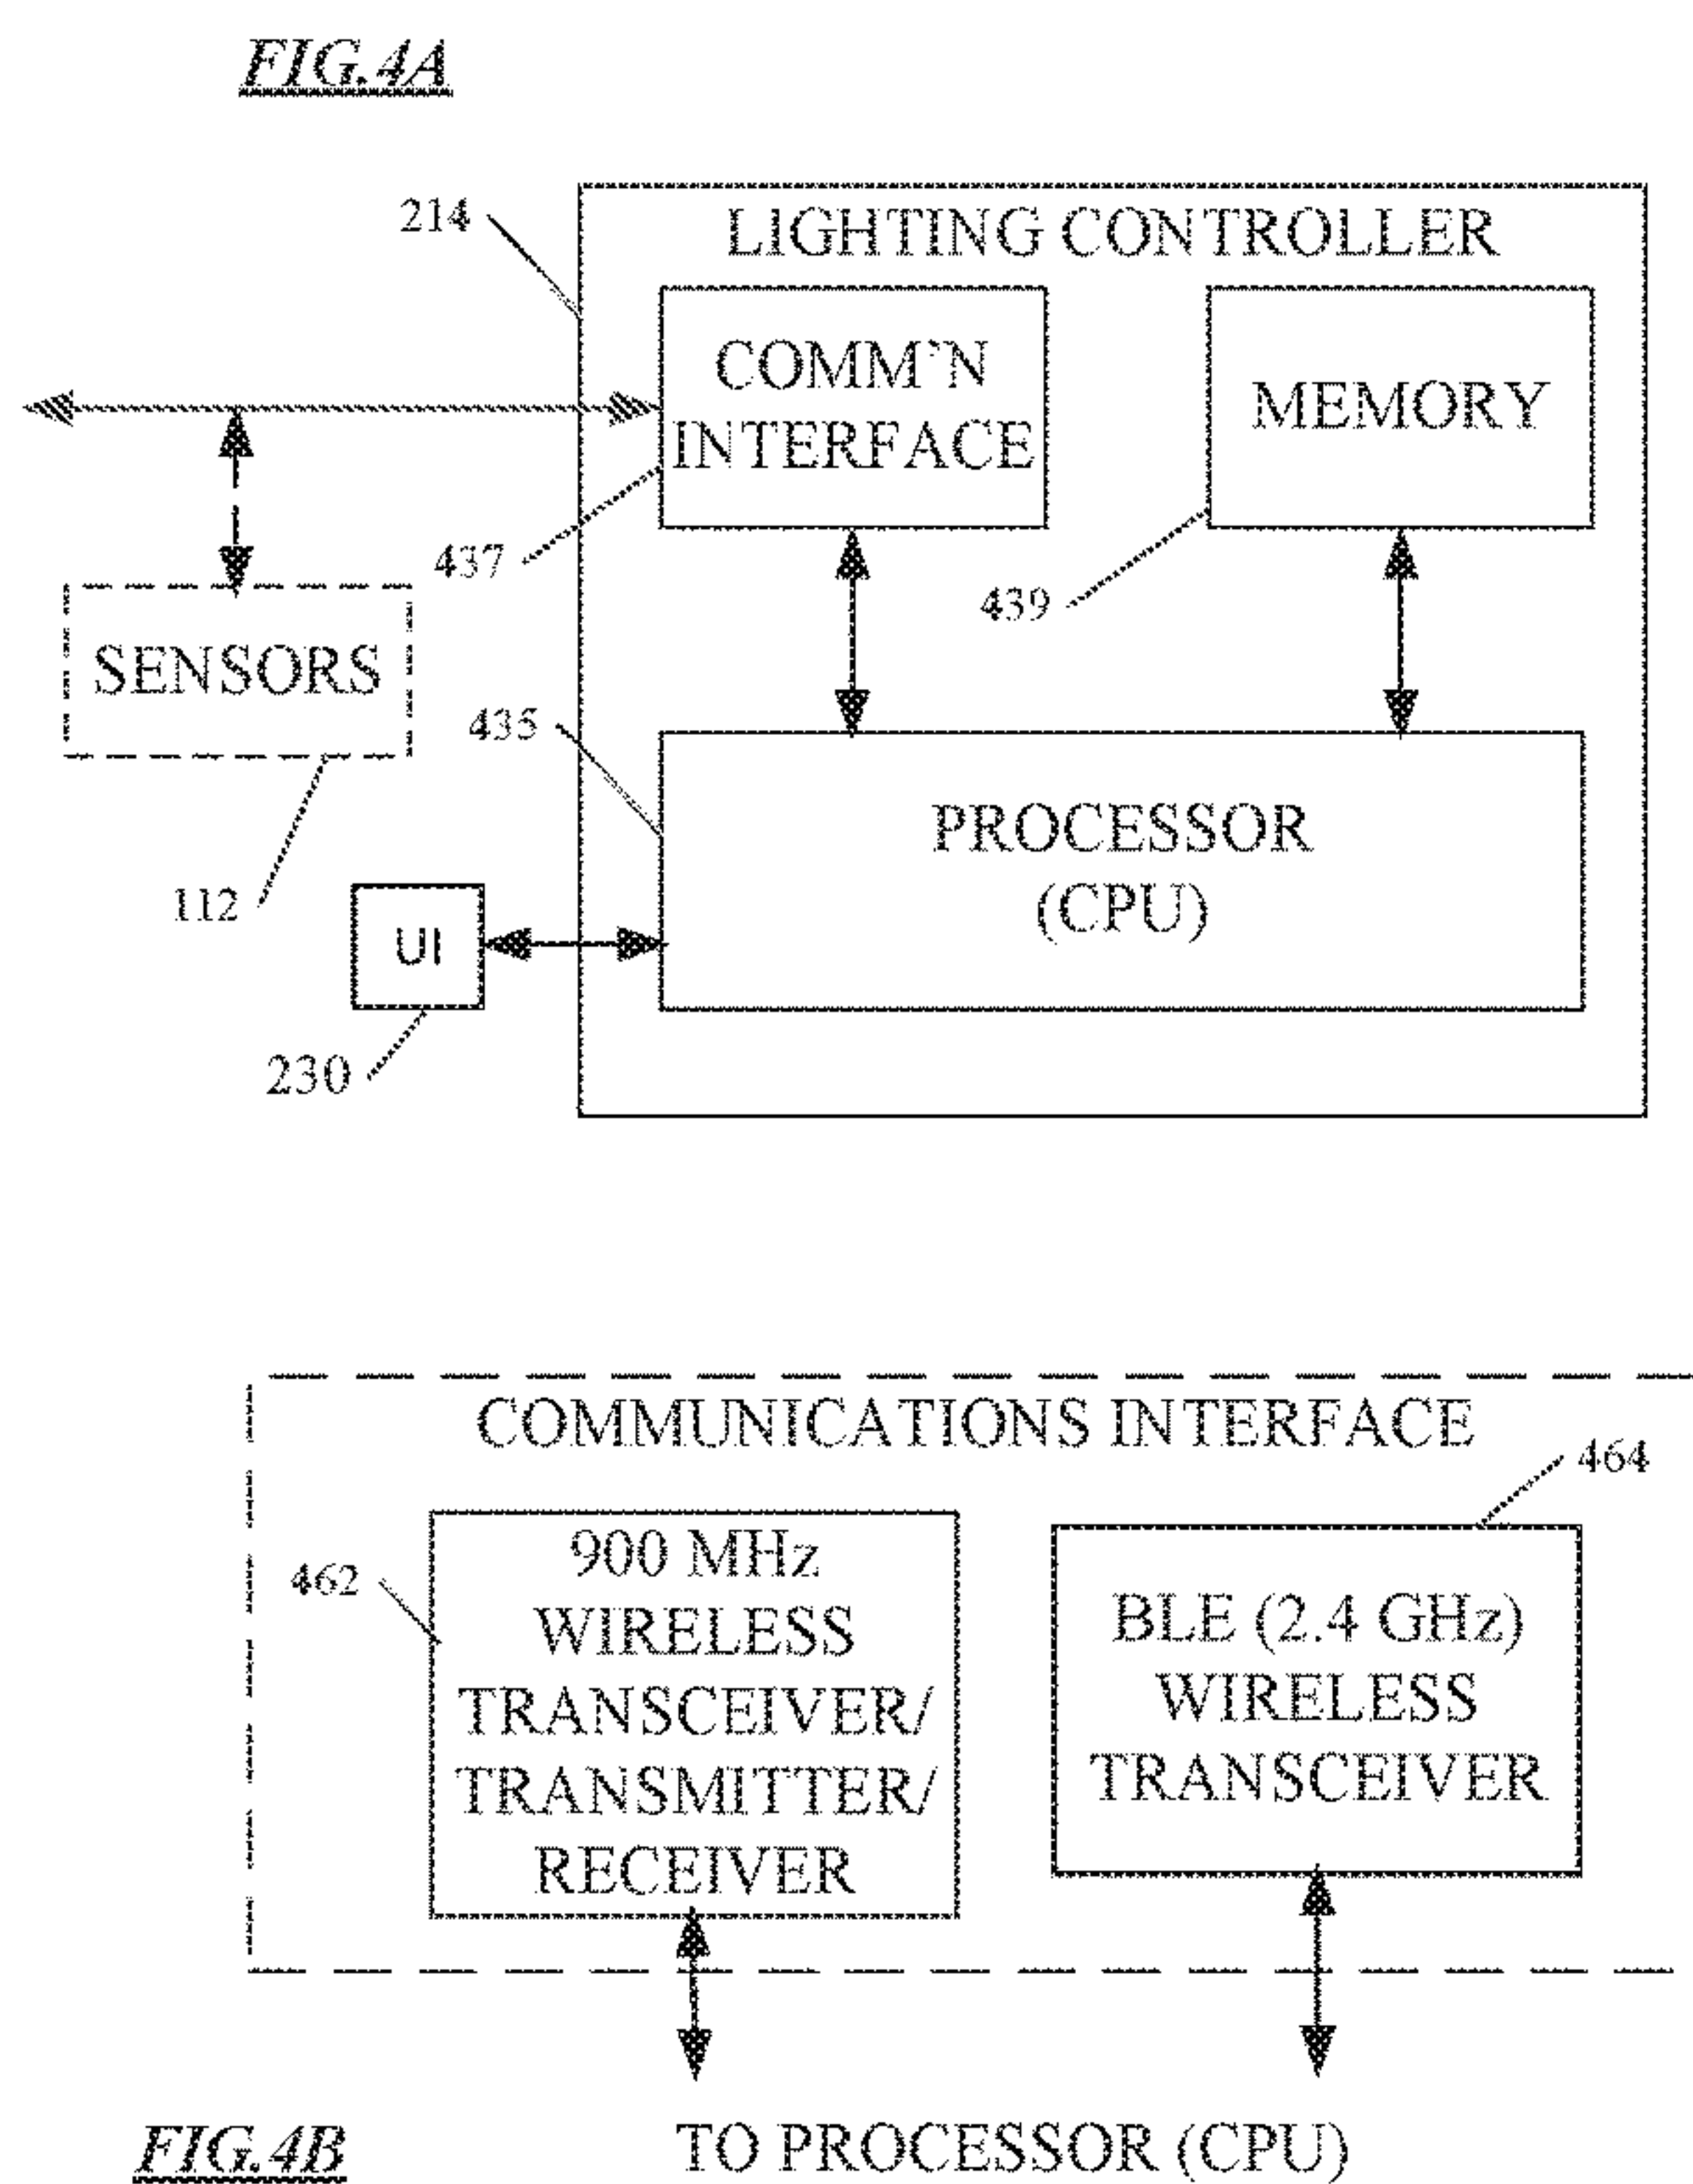 FIG.4A
214
LIGHTING CONTROLLER
COMM'N
INTERFACE
MEMORY
437
439
SENSORS
435
PROCESSOR
(CPU)
112
UI
230
COMMUNICATIONS INTERFACE
464
462
900 MHz
WIRELESS
TRANSCEIVER/
TRANSMITTER/
RECEIVER
BLE (2.4 GHz)
WIRELESS
TRANSCEIVER
FIG.4B
TO PROCESSOR (CPU)